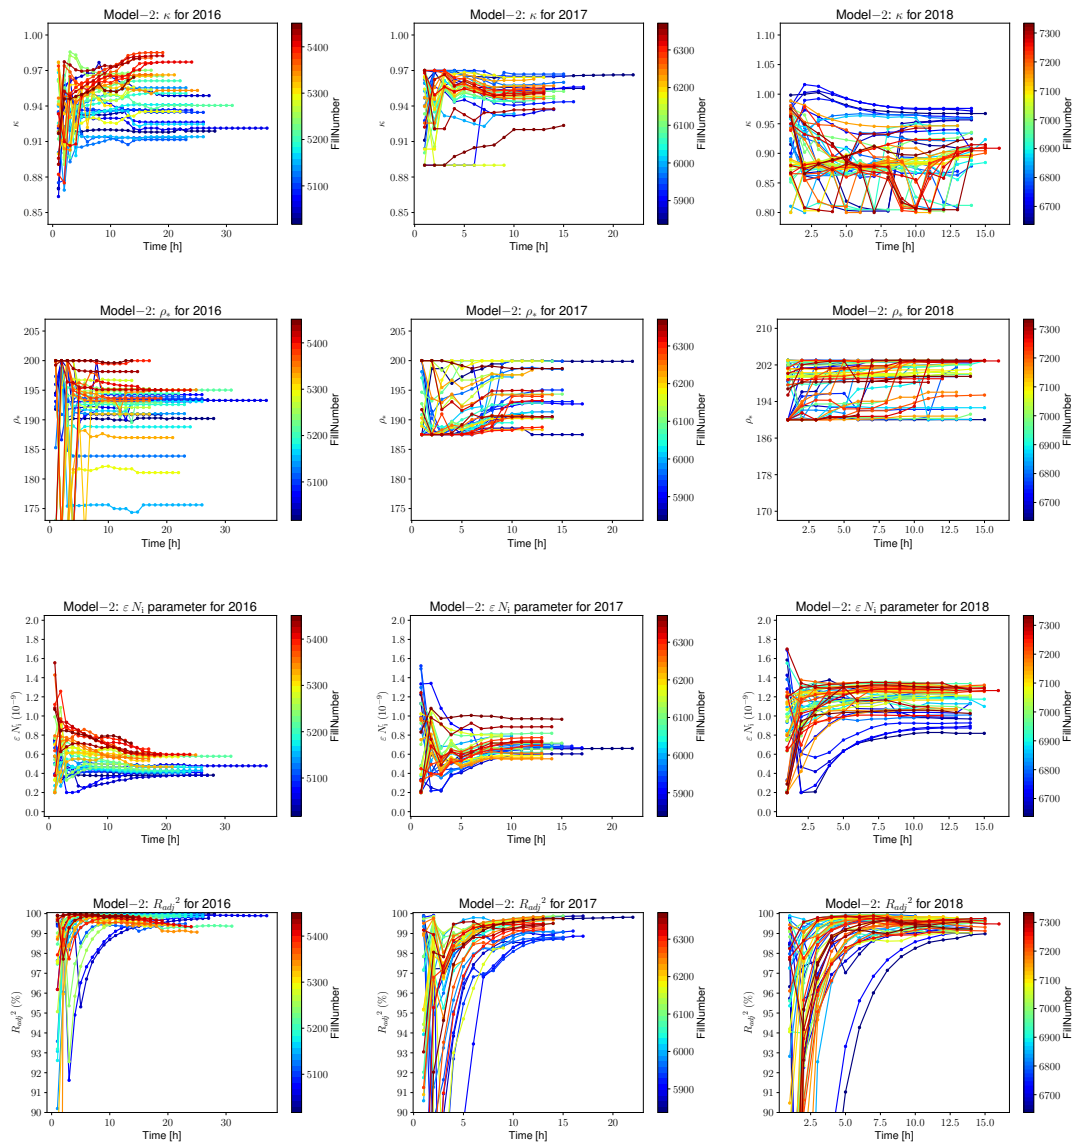 Model−2: κ for 2016
Model−2: κ for 2017
Model−2: κ for 2018
1.00
0.97
0.94
0.91
0.88
0.85
κ
0 10 20 30
Time [h]
5400
5300
5200
5100
FillNumber
1.00
0.97
0.94
0.91
0.88
0.85
κ
0 5 10 15 20
Time [h]
6300
6200
6100
6000
5900
FillNumber
1.10
1.05
1.00
0.95
0.90
0.85
0.80
κ
2.5 5.0 7.5 10.0 12.5 15.0
Time [h]
7300
7200
7100
7000
6900
6800
6700
FillNumber
Model−2: ρ* for 2016
Model−2: ρ* for 2017
Model−2: ρ* for 2018
205
200
195
190
185
180
175
ρ*
0 10 20 30
Time [h]
5400
5300
5200
5100
FillNumber
205
200
195
190
185
180
175
ρ*
0 5 10 15 20
Time [h]
6300
6200
6100
6000
5900
FillNumber
210
202
194
186
178
170
ρ*
2.5 5.0 7.5 10.0 12.5 15.0
Time [h]
7300
7200
7100
7000
6900
6800
6700
FillNumber
Model−2: ε Ni parameter for 2016
Model−2: ε Ni parameter for 2017
Model−2: ε Ni parameter for 2018
2.0
1.8
1.6
1.4
1.2
1.0
0.8
0.6
0.4
0.2
0.0
ε Ni (10⁻⁹)
0 10 20 30
Time [h]
5400
5300
5200
5100
FillNumber
2.0
1.8
1.6
1.4
1.2
1.0
0.8
0.6
0.4
0.2
0.0
ε Ni (10⁻⁹)
0 5 10 15 20
Time [h]
6300
6200
6100
6000
5900
FillNumber
2.0
1.8
1.6
1.4
1.2
1.0
0.8
0.6
0.4
0.2
0.0
ε Ni (10⁻⁹)
2.5 5.0 7.5 10.0 12.5 15.0
Time [h]
7300
7200
7100
7000
6900
6800
6700
FillNumber
Model−2: Radj² for 2016
Model−2: Radj² for 2017
Model−2: Radj² for 2018
100
99
98
97
96
95
94
93
92
91
90
Radj² (%)
0 10 20 30
Time [h]
5400
5300
5200
5100
FillNumber
100
99
98
97
96
95
94
93
92
91
90
Radj² (%)
0 5 10 15 20
Time [h]
6300
6200
6100
6000
5900
FillNumber
100
99
98
97
96
95
94
93
92
91
90
Radj² (%)
2.5 5.0 7.5 10.0 12.5 15.0
Time [h]
7300
7200
7100
7000
6900
6800
6700
FillNumber